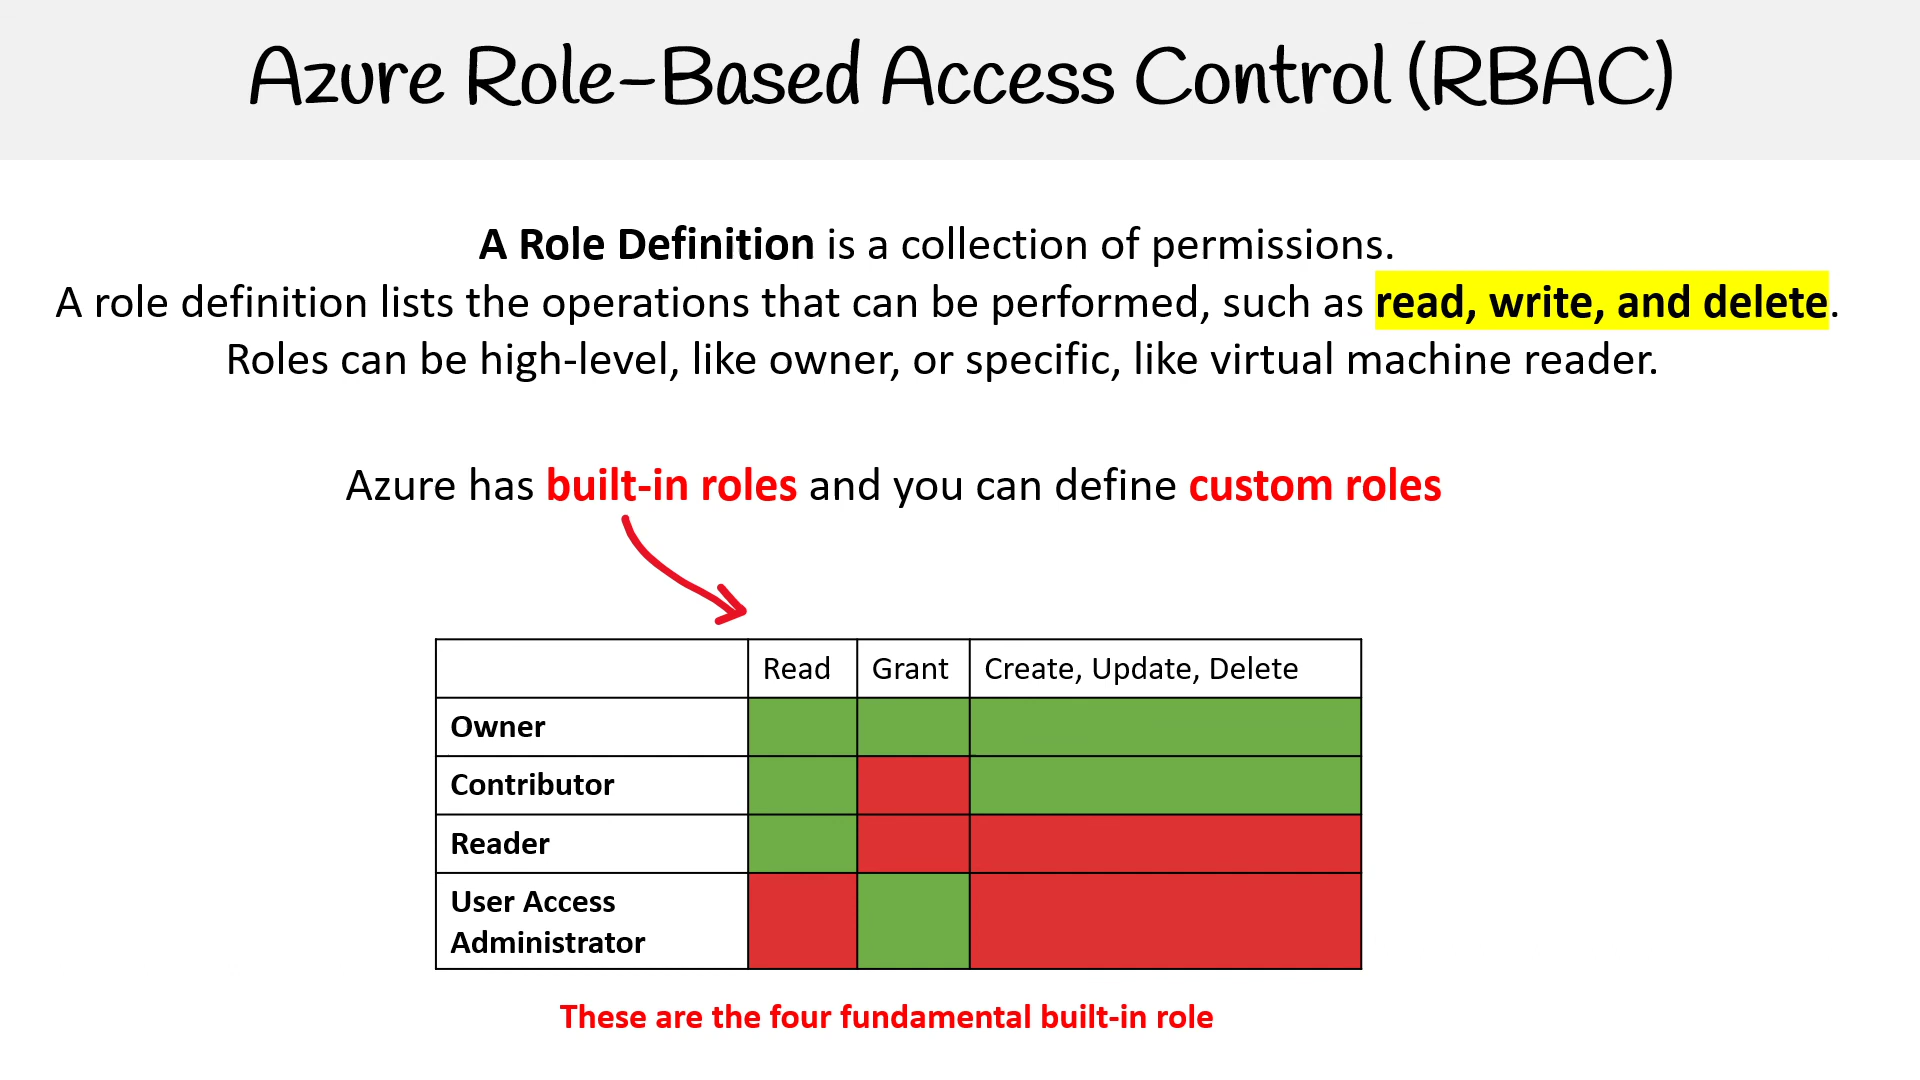 Azure Role-Based Access Control (RBAC)
A Role Definition is a collection of permissions.
A role definition lists the operations that can be performed, such as read, write, and delete.
Roles can be high-level, like owner, or specific, like virtual machine reader.
Azure has built-in roles and you can define custom roles
Read Grant Create, Update, Delete
Owner
Contributor
Reader
User Access
Administrator
These are the four fundamental built-in role